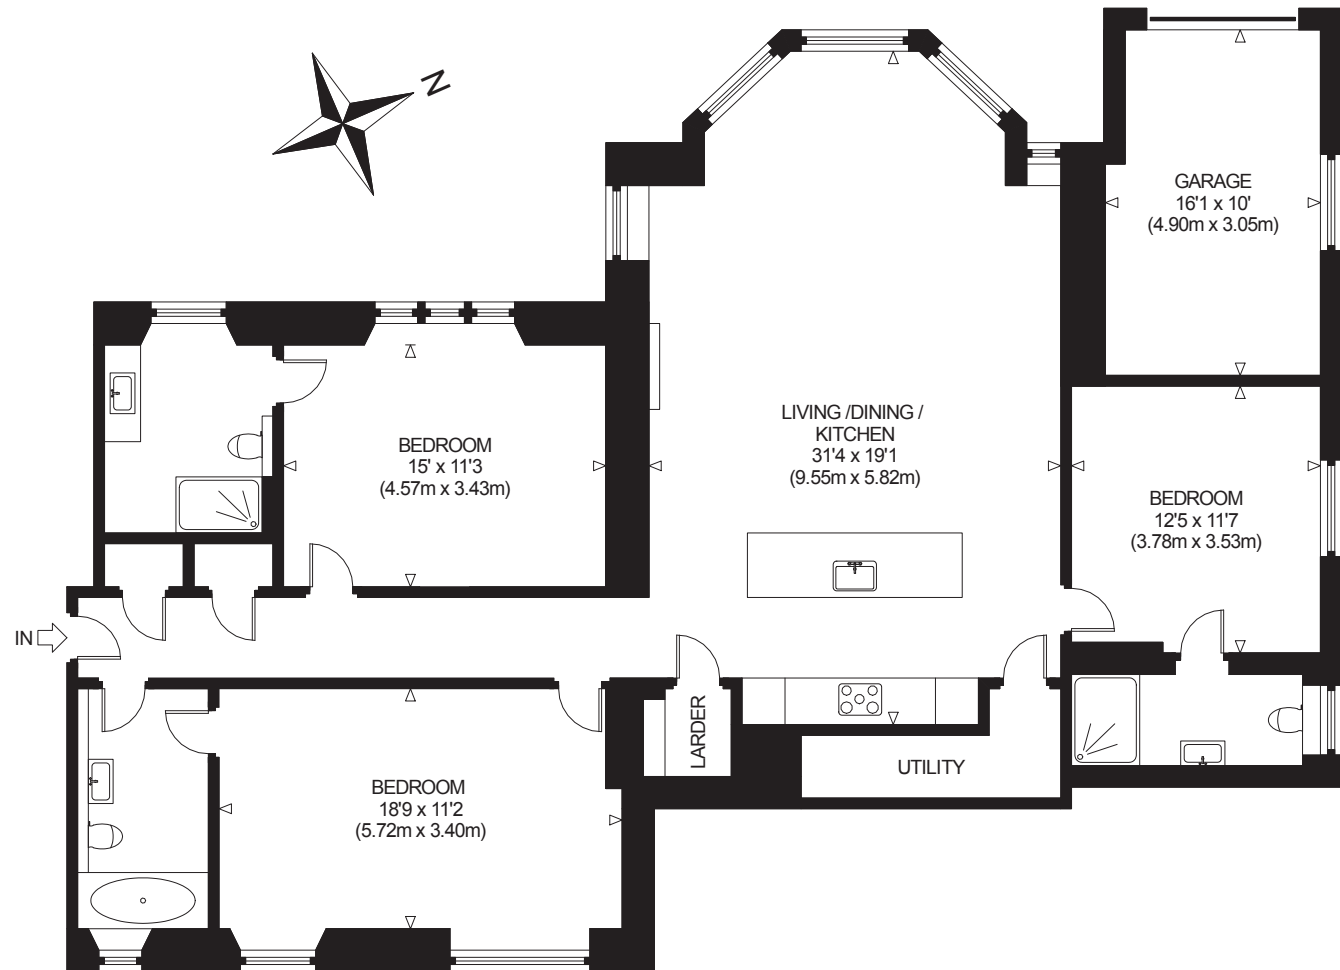 N
GARAGE
16'1 x 10'
(4.90m x 3.05m)
LIVING /DINING /
KITCHEN
31'4 x 19'1
(9.55m x 5.82m)
BEDROOM
15' x 11'3
(4.57m x 3.43m)
BEDROOM
12'5 x 11'7
(3.78m x 3.53m)
IN
LARDER
UTILITY
BEDROOM
18'9 x 11'2
(5.72m x 3.40m)